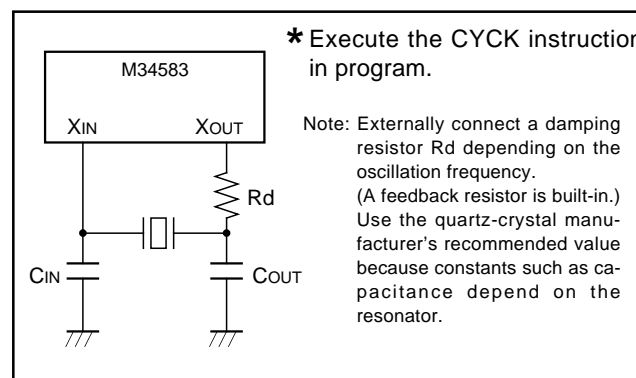 * Execute the CYCK instruction
in program.
M34583
XIN
XOUT
Note: Externally connect a damping
resistor Rd depending on the
oscillation frequency.
(A feedback resistor is built-in.)
Use the quartz-crystal manu-
facturer's recommended value
because constants such as ca-
pacitance depend on the
resonator.
Rd
CIN
COUT